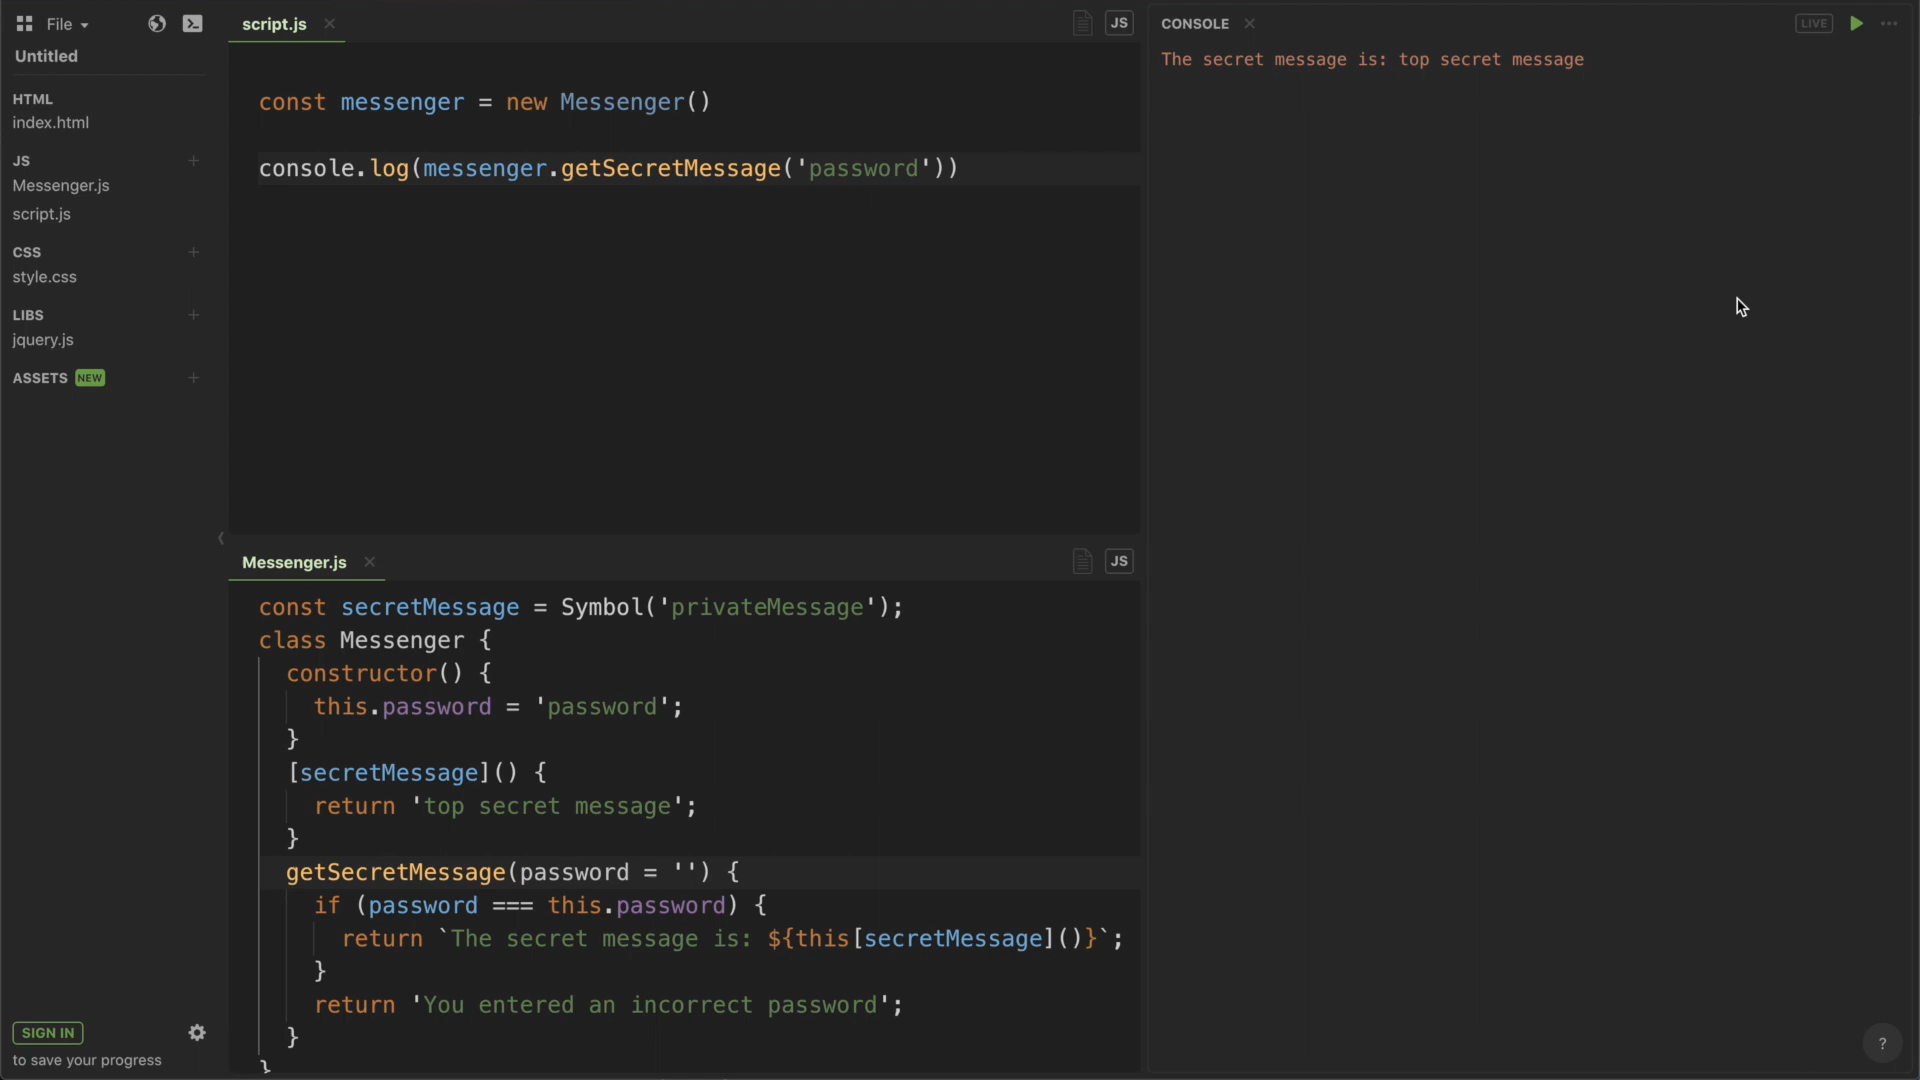 File
Untitled
HTML
index.html
JS
Messenger.js
script.js
CSS
style.css
LIBS
jquery.js
ASSETS NEW
SIGN IN
to save your progress
script.js
JS
const messenger = new Messenger()
console.log(messenger.getSecretMessage('password'))
Messenger.js
JS
const secretMessage = Symbol('privateMessage');
class Messenger {
constructor() {
this.password = 'password';
}
[secretMessage]() {
return 'top secret message';
}
getSecretMessage(password = '') {
if (password === this.password) {
return `The secret message is: ${this[secretMessage]()}`;
}
return 'You entered an incorrect password';
}
}
CONSOLE
LIVE
The secret message is: top secret message
?